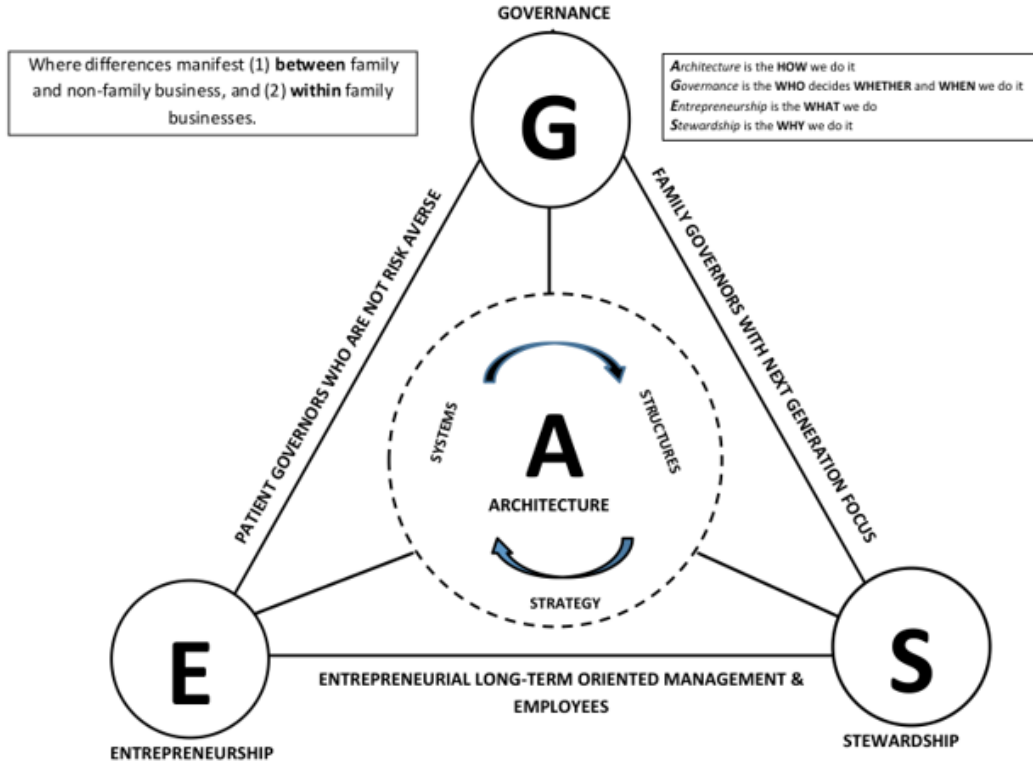 GOVERNANCE
Where differences manifest (1) between family
and non-family business, and (2) within family
businesses.
Architecture is the HOW we do it
Governance is the WHO decides WHETHER and WHEN we do it
Entrepreneurship is the WHAT we do
Stewardship is the WHY we do it
G
PATIENT GOVERNORS WHO ARE NOT RISK AVERSE
FAMILY GOVERNORS WITH NEXT GENERATION FOCUS
SYSTEMS
STRUCTURES
A
ARCHITECTURE
STRATEGY
E
S
ENTREPRENEURIAL LONG-TERM ORIENTED MANAGEMENT &
EMPLOYEES
ENTREPRENEURSHIP
STEWARDSHIP